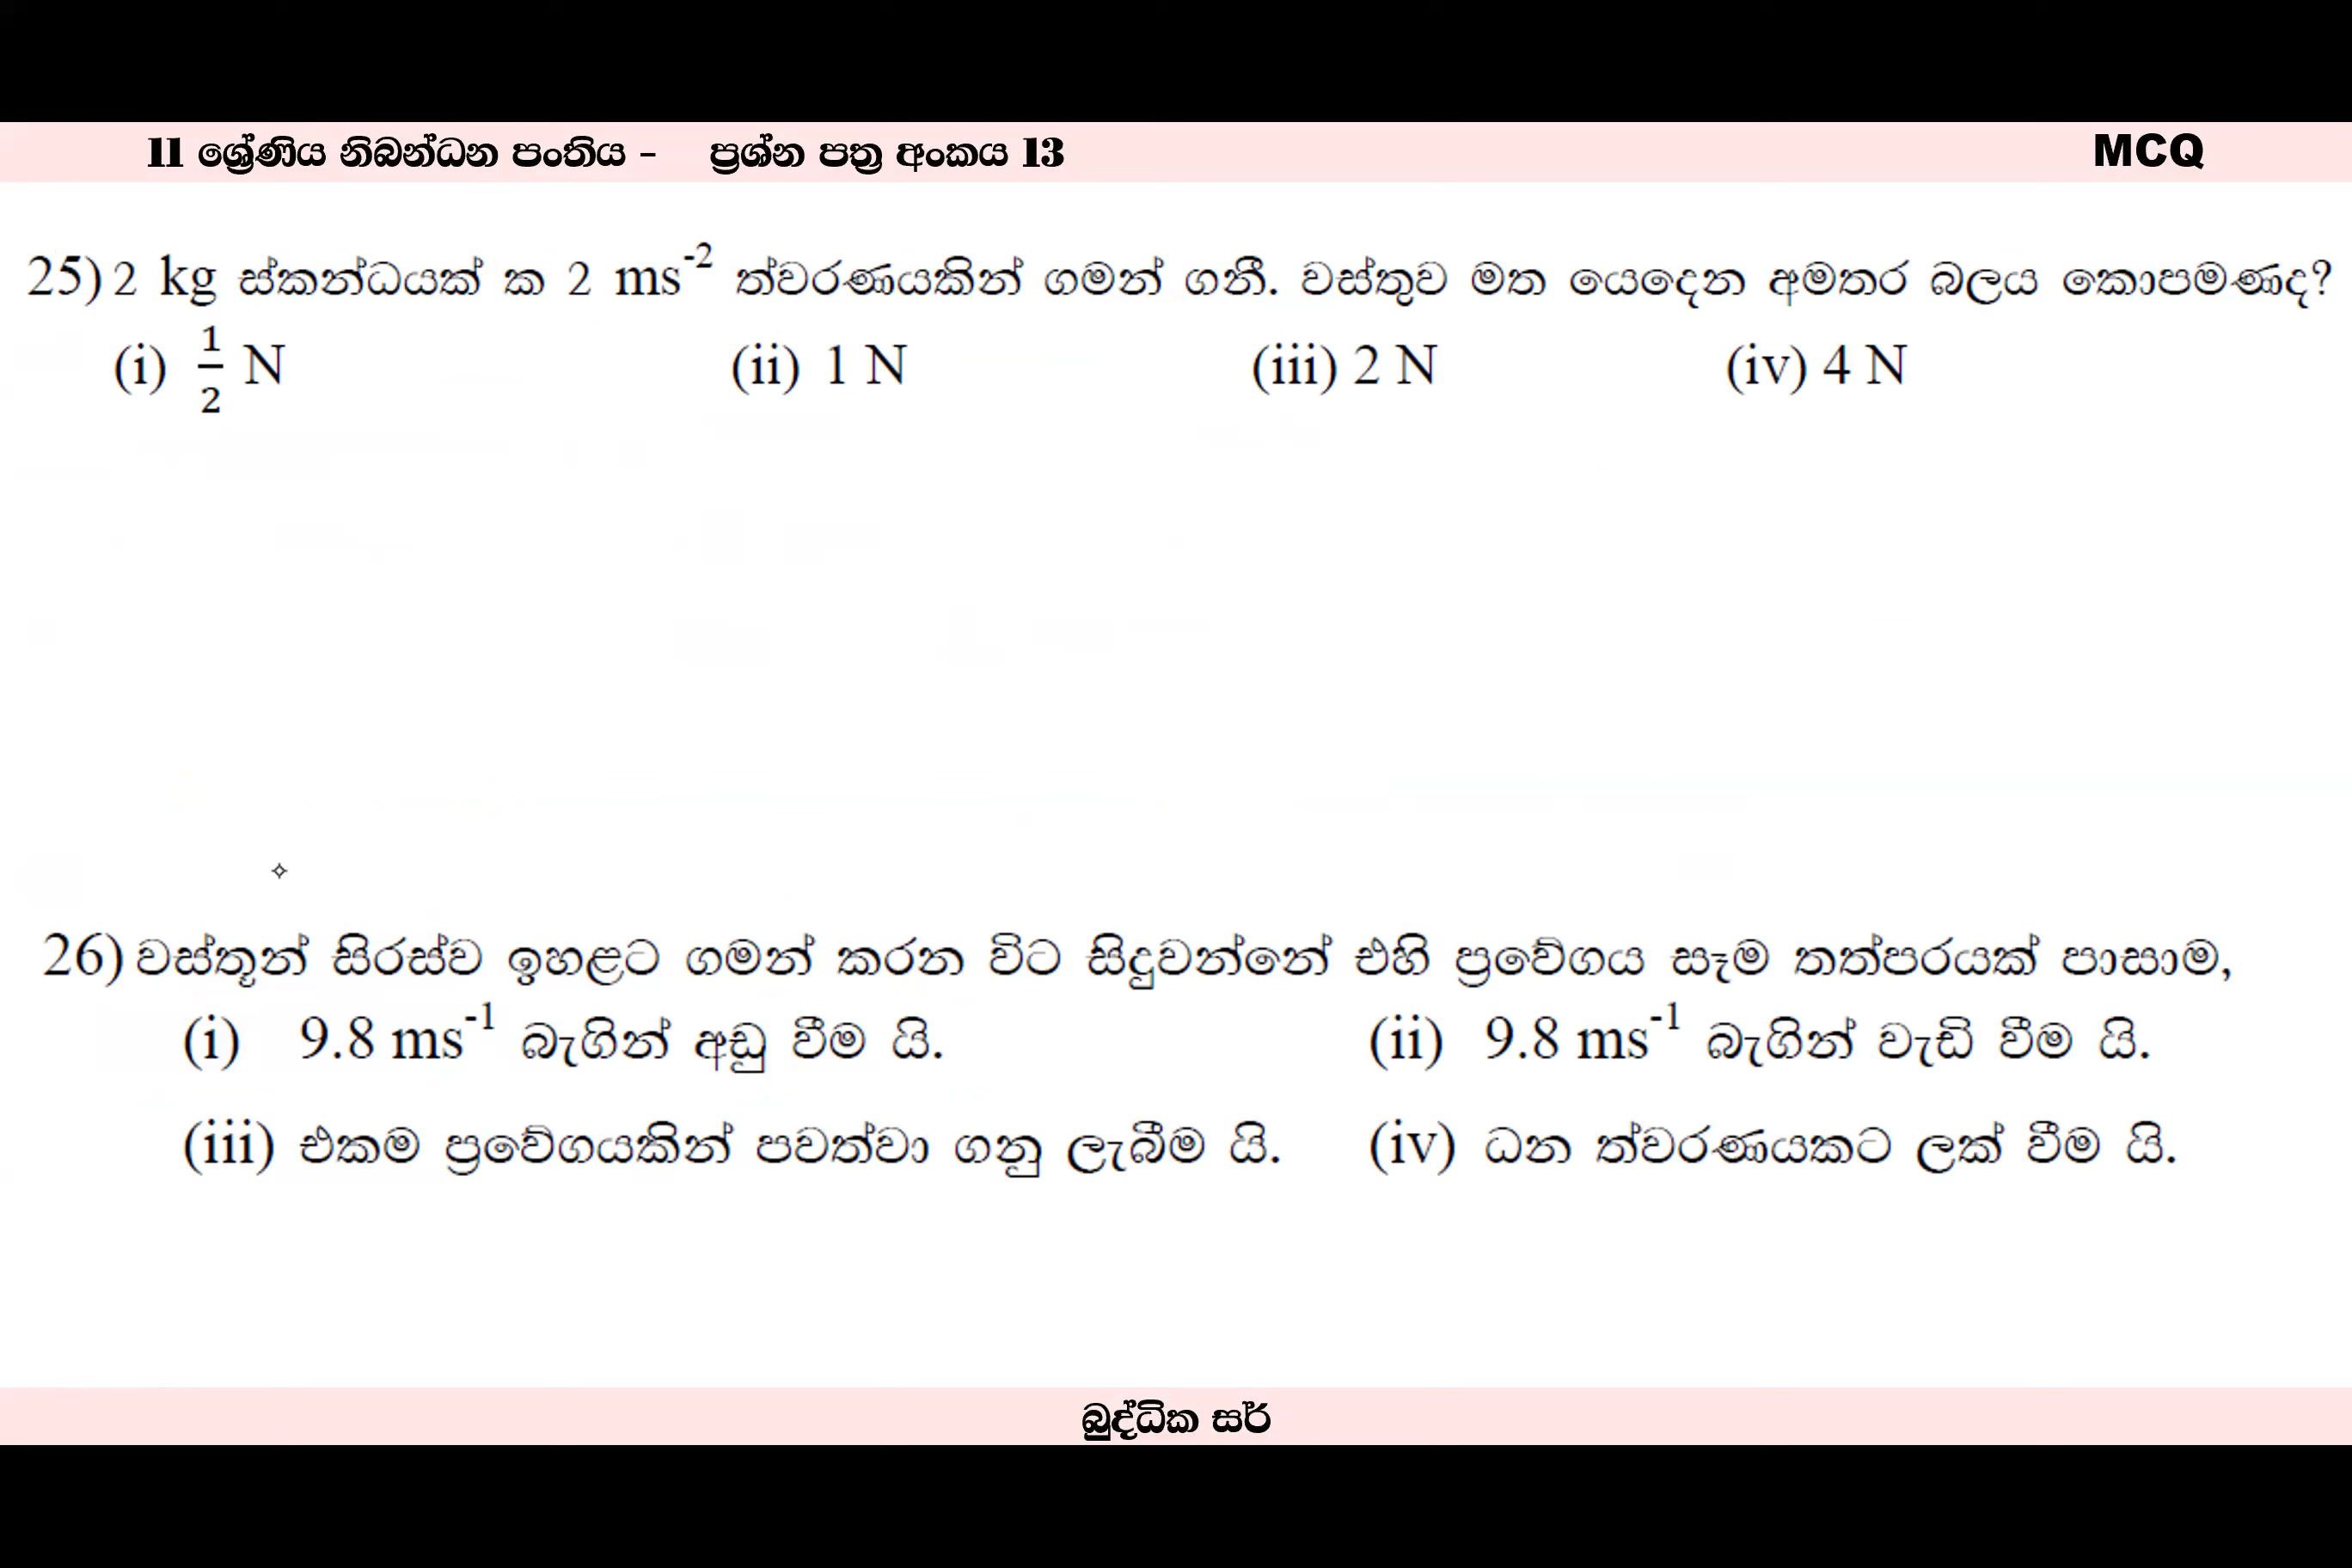 11 ශ්‍රේණිය නිබන්ධන පංතිය - ප්‍රශ්න පත්‍ර අංකය 13 MCQ
25) 2 kg ස්කන්ධයක් ක 2 ms⁻² ත්වරණයකින් ගමන් ගනී. වස්තුව මත යෙදෙන අමතර බලය කොපමණද?
(i) 1/2 N (ii) 1 N (iii) 2 N (iv) 4 N
26) වස්තූන් සිරස්ව ඉහළට ගමන් කරන විට සිදුවන්නේ එහි ප්‍රවේගය සෑම තත්පරයක් පාසාම,
(i) 9.8 ms⁻¹ බැගින් අඩු වීම යි. (ii) 9.8 ms⁻¹ බැගින් වැඩි වීම යි.
(iii) එකම ප්‍රවේගයකින් පවත්වා ගනු ලැබීම යි. (iv) ධන ත්වරණයකට ලක් වීම යි.
බුද්ධික සර්